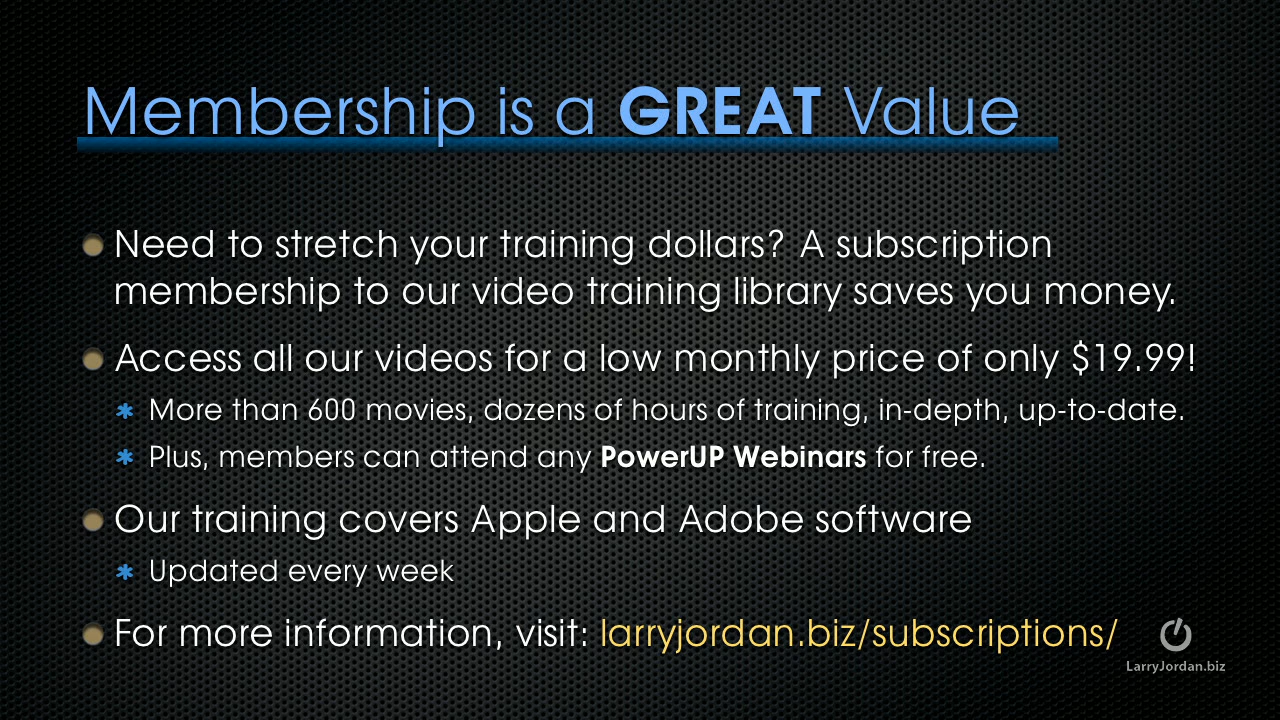 Membership is a GREAT Value
Need to stretch your training dollars? A subscription
membership to our video training library saves you money.
Access all our videos for a low monthly price of only $19.99!
More than 600 movies, dozens of hours of training, in-depth, up-to-date.
Plus, members can attend any PowerUP Webinars for free.
Our training covers Apple and Adobe software
Updated every week
For more information, visit: larryjordan.biz/subscriptions/
LarryJordan.biz